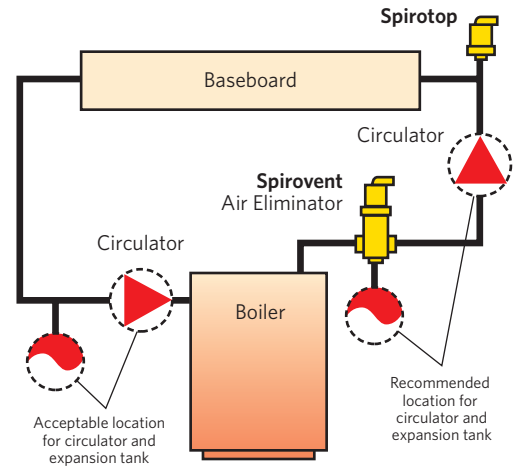 Spirotop
Baseboard
Circulator
Spirovent
Air Eliminator
Circulator
Boiler
Recommended
location for
circulator and
expansion tank
Acceptable location
for circulator and
expansion tank